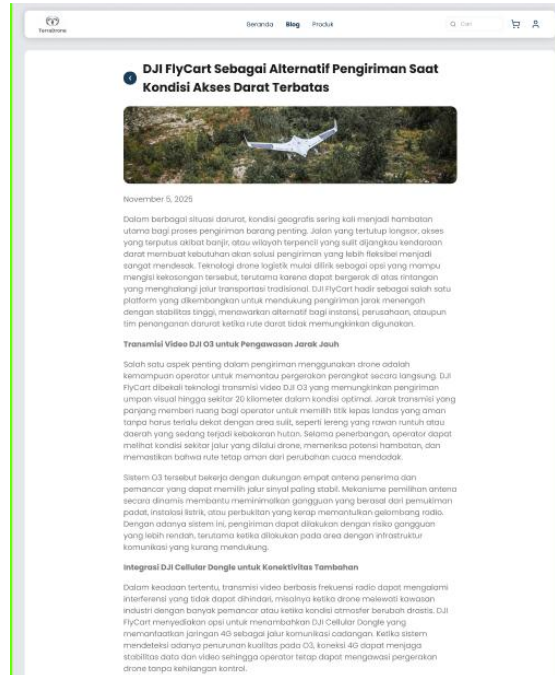 Terradrone
Beranda Blog Produk
Cari
DJI FlyCart Sebagai Alternatif Pengiriman Saat
Kondisi Akses Darat Terbatas
November 5, 2025
Dalam berbagai situasi darurat, kondisi geografis sering kali menjadi hambatan
utama bagi proses pengiriman barang penting. Jalan yang tertutup longsor, akses
yang terputus akibat banjir, atau wilayah terpencil yang sulit dijangkau kendaraan
darat membuat kebutuhan akan solusi pengiriman yang lebih fleksibel menjadi
sangat mendesak. Teknologi drone logistik mulai dilirik sebagai opsi yang mampu
mengisi kekosongan tersebut, terutama karena dapat bergerak di atas rintangan
yang menghalangi jalur transportasi tradisional. DJI FlyCart hadir sebagai salah satu
platform yang dikembangkan untuk mendukung pengiriman jarak menengah
dengan stabilitas tinggi, menawarkan alternatif bagi instansi, perusahaan, ataupun
tim penanganan darurat ketika rute darat tidak memungkinkan digunakan.
Transmisi Video DJI O3 untuk Pengawasan Jarak Jauh
Salah satu aspek penting dalam pengiriman menggunakan drone adalah
kemampuan operator untuk memantau pergerakan perangkat secara langsung. DJI
FlyCart dibekali teknologi transmisi video DJI O3 yang memungkinkan pengiriman
umpan visual hingga sekitar 20 kilometer dalam kondisi optimal. Jarak transmisi yang
panjang memberi ruang bagi operator untuk memilih titik lepas landas yang aman
tanpa harus terlalu dekat dengan area sulit, seperti lereng yang rawan runtuh atau
daerah yang sedang terjadi kebakaran hutan. Selama penerbangan, operator dapat
melihat kondisi sekitar jalur yang dilalui drone, memeriksa potensi hambatan, dan
memastikan bahwa rute tetap aman dari perubahan cuaca mendadak.
Sistem O3 tersebut bekerja dengan dukungan empat antena penerima dan
pemancar yang dapat memilih jalur sinyal paling stabil. Mekanisme pemilihan antena
secara dinamis membantu meminimalkan gangguan yang berasal dari pemukiman
padat, instalasi listrik, atau perbukitan yang kerap memantulkan gelombang radio.
Dengan adanya sistem ini, pengiriman dapat dilakukan dengan risiko gangguan
yang lebih rendah, terutama ketika dilakukan pada area dengan infrastruktur
komunikasi yang kurang mendukung.
Integrasi DJI Cellular Dongle untuk Konektivitas Tambahan
Dalam keadaan tertentu, transmisi video berbasis frekuensi radio dapat mengalami
interferensi yang tidak dapat dihindari, misalnya ketika drone melewati kawasan
industri dengan banyak pemancar atau ketika kondisi atmosfer berubah drastis. DJI
FlyCart menyediakan opsi untuk menambahkan DJI Cellular Dongle yang
memanfaatkan jaringan 4G sebagai jalur komunikasi cadangan. Ketika sistem
mendeteksi adanya penurunan kualitas pada O3, koneksi 4G dapat menjaga
stabilitas data dan video sehingga operator tetap dapat mengawasi pergerakan
drone tanpa kehilangan kontrol.